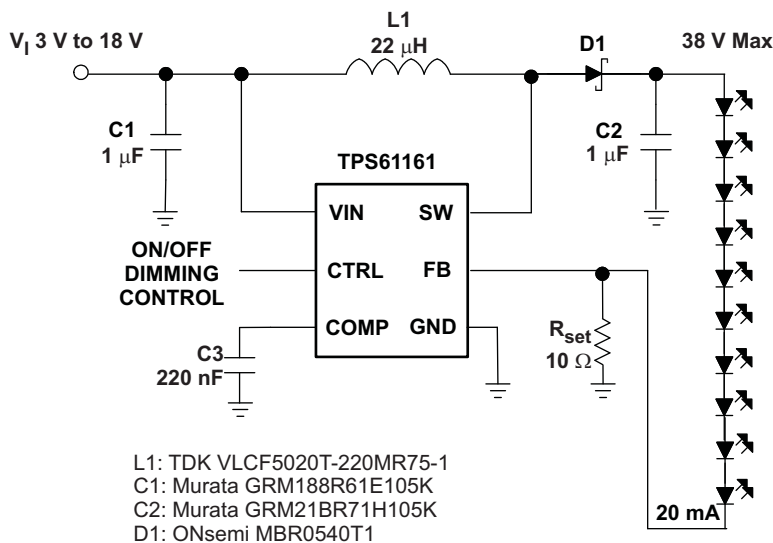 L1
22 μH
V_I 3 V to 18 V
D1
38 V Max
C1
1 μF
C2
1 μF
TPS61161
VIN
SW
ON/OFF
DIMMING
CONTROL
CTRL
FB
COMP
GND
R_set
10 Ω
C3
220 nF
L1: TDK VLCF5020T-220MR75-1
C1: Murata GRM188R61E105K
C2: Murata GRM21BR71H105K
D1: ONsemi MBR0540T1
20 mA